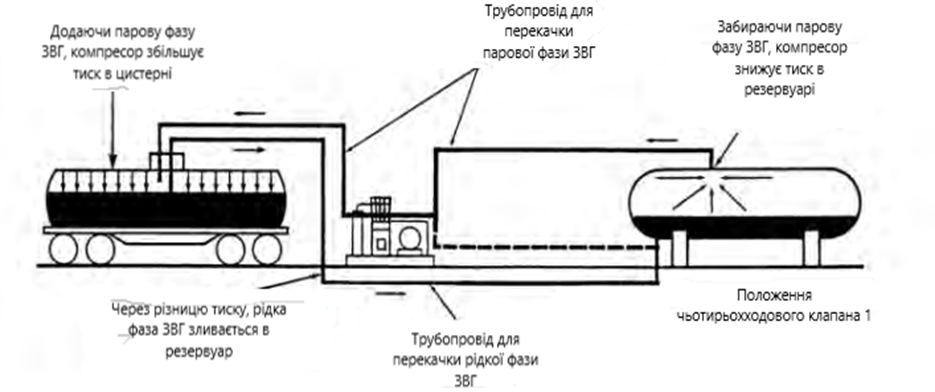 Додаючи парову фазу
ЗВГ, компресор збільшує
тиск в цистерні
Трубопровід для
перекачки
парової фази ЗВГ
Забираючи парову
фазу ЗВГ, компресор
знижує тиск в
резервуарі
Через різницю тиску, рідка
фаза ЗВГ зливається в
резервуар
Трубопровід для
перекачки рідкої фази
ЗВГ
Положення
чьотирьохходового клапана 1